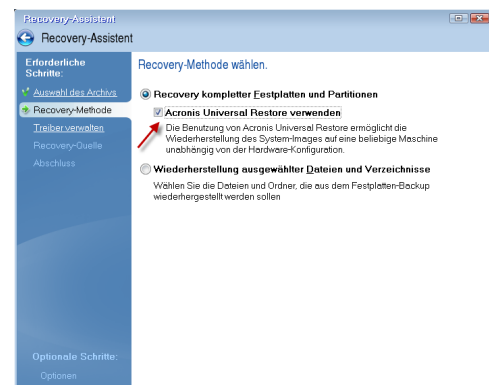 Recovery-Assistent
Recovery-Assistent
Erforderliche
Schritte:
Auswahl des Archivs
Recovery-Methode
Treiber verwalten
Recovery-Quelle
Abschluss
Optionale Schritte:
Optionen
Recovery-Methode wählen.
Recovery kompletter Festplatten und Partitionen
Acronis Universal Restore verwenden
Die Benutzung von Acronis Universal Restore ermöglicht die
Wiederherstellung des System-Images auf eine beliebige Maschine
unabhängig von der Hardware-Konfiguration.
Wiederherstellung ausgewählter Dateien und Verzeichnisse
Wählen Sie die Dateien und Ordner, die aus dem Festplatten-Backup
wiederhergestellt werden sollen